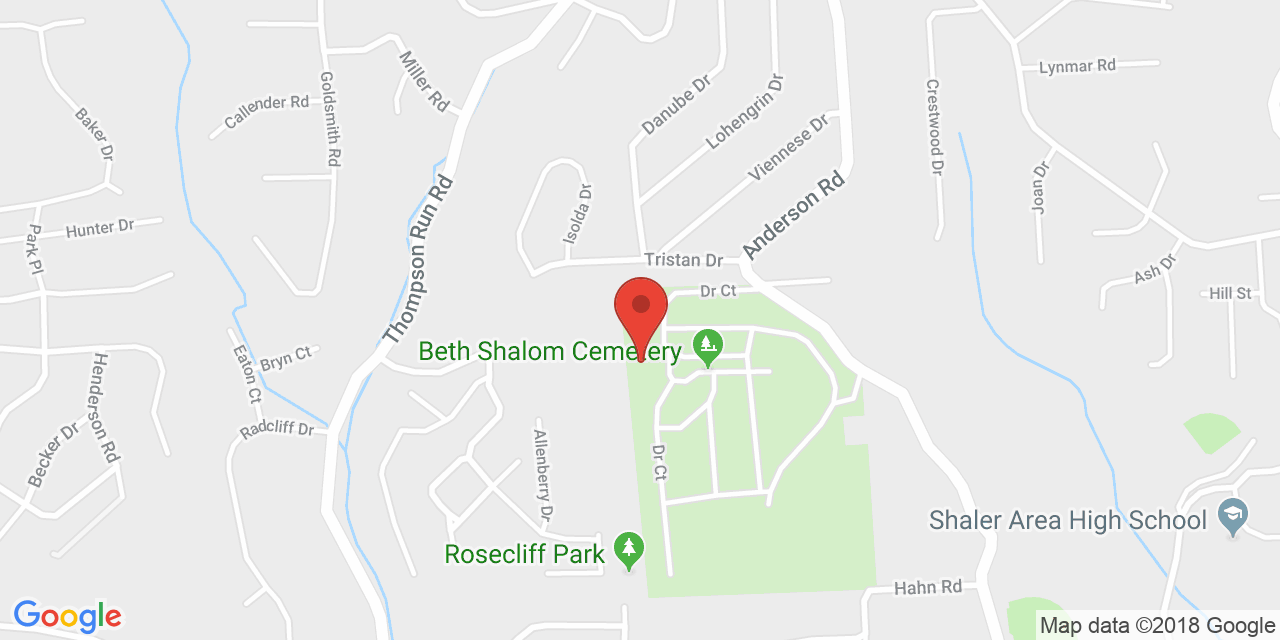 Miller Rd
Lynmar Rd
Goldsmith Rd
Callender Rd
Danube Dr
Lohengrin Dr
Viennese Dr
Crestwood Dr
Baker Dr
Joan Dr
Thompson Run Rd
Isolda Dr
Anderson Rd
Hunter Dr
Park Pl
Tristan Dr
Ash Dr
Dr Ct
Hill St
Beth Shalom Cemetery
Bryn Ct
Eaton Ct
Henderson Rd
Radcliff Dr
Becker Dr
Allenberry Dr
Dr Ct
Shaler Area High School
Rosecliff Park
Hahn Rd
Google
Map data ©2018 Google